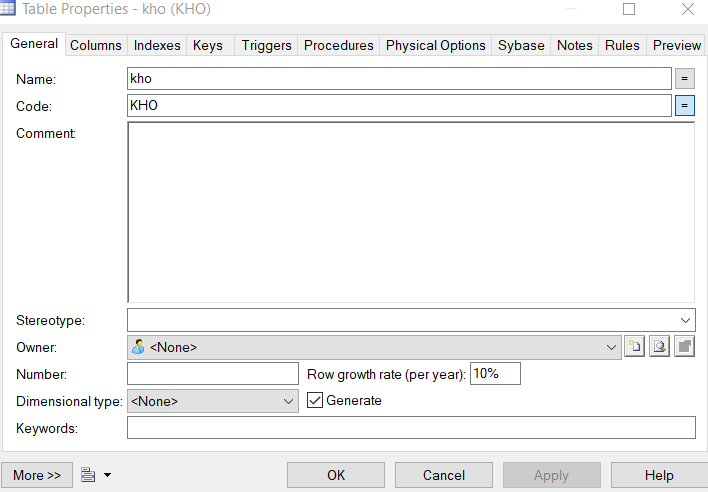 Table Properties - kho (KHO)
General Columns Indexes Keys Triggers Procedures Physical Options Sybase Notes Rules Preview
Name: kho =
Code: KHO =
Comment:
Stereotype:
Owner: <None>
Number: Row growth rate (per year): 10%
Dimensional type: <None> Generate
Keywords:
More >> OK Cancel Apply Help